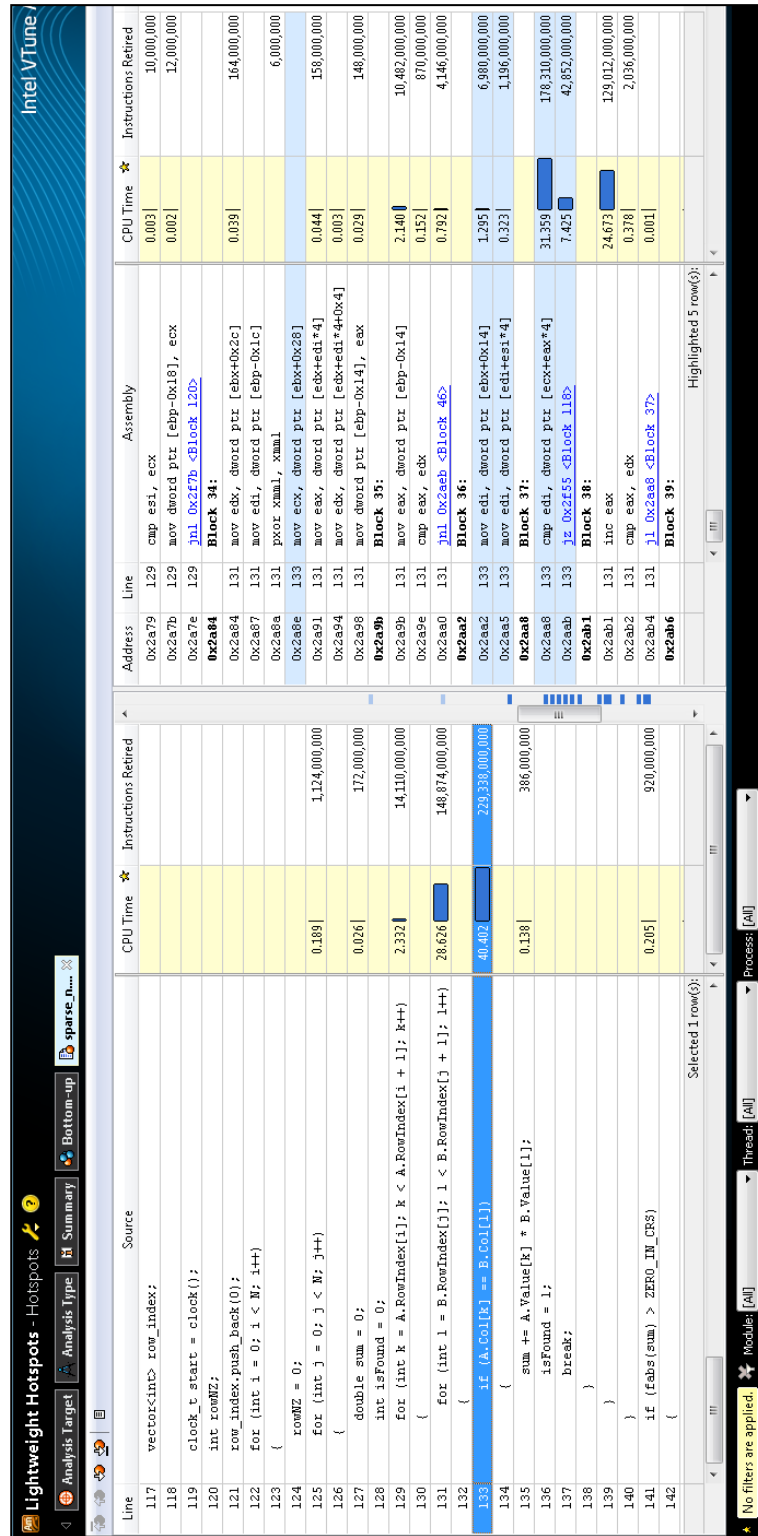 Lightweight Hotspots - Hotspots
Intel VTune A
Analysis Target Analysis Type Summary Bottom-up sparse_n....
Line Source CPU Time Instructions Retired
117 vector<int> row_index;
118
119 clock_t start = clock();
120 int rowNZ;
121 row_index.push_back(0);
122 for (int i = 0; i < N; i++)
123 {
124 rowNZ = 0;
125 for (int j = 0; j < N; j++) 0.189 1,124,000,000
126 {
127 double sum = 0; 0.026 172,000,000
128 int isFound = 0;
129 for (int k = A.RowIndex[i]; k < A.RowIndex[i + 1]; k++) 2.332 14,110,000,000
130 {
131 for (int l = B.RowIndex[j]; l < B.RowIndex[j + 1]; l++) 28.626 148,874,000,000
132 {
133 if (A.Col[k] == B.Col[l]) 40.402 229,338,000,000
134 {
135 sum += A.Value[k] * B.Value[l]; 0.138 386,000,000
136 isFound = 1;
137 break;
138 }
139 }
140 }
141 if (fabs(sum) > ZERO_IN_CRS) 0.205 920,000,000
142 {
Selected 1 row(s):
Address Line Assembly CPU Time Instructions Retired
0x2a79 129 cmp esi, ecx 0.003 10,000,000
0x2a7b 129 mov dword ptr [ebp-0x18], ecx 0.002 12,000,000
0x2a7e 129 jnl 0x2f7b <Block 120>
0x2a84 Block 34:
0x2a84 131 mov edx, dword ptr [ebx+0x2c] 0.039 164,000,000
0x2a87 131 mov edi, dword ptr [ebp-0x1c]
0x2a8a 131 pxor xmm1, xmm1 6,000,000
0x2a8e 133 mov ecx, dword ptr [ebx+0x28]
0x2a91 131 mov eax, dword ptr [edx+edi*4] 0.044 158,000,000
0x2a94 131 mov edx, dword ptr [edx+edi*4+0x4] 0.003
0x2a98 131 mov dword ptr [ebp-0x14], eax 0.029 148,000,000
0x2a9b Block 35:
0x2a9b 131 mov eax, dword ptr [ebp-0x14] 2.140 10,482,000,000
0x2a9e 131 cmp eax, edx 0.152 870,000,000
0x2aa0 131 jnl 0x2aeb <Block 46> 0.792 4,146,000,000
0x2aa2 Block 36:
0x2aa2 133 mov edi, dword ptr [ebx+0x14] 1.295 6,980,000,000
0x2aa5 133 mov edi, dword ptr [edi+esi*4] 0.323 1,196,000,000
0x2aa8 Block 37:
0x2aa8 133 cmp edi, dword ptr [ecx+eax*4] 31.359 178,310,000,000
0x2aab 133 jz 0x2f55 <Block 118> 7.425 42,852,000,000
0x2ab1 Block 38:
0x2ab1 131 inc eax 24.673 129,012,000,000
0x2ab2 131 cmp eax, edx 0.378 2,036,000,000
0x2ab4 131 jl 0x2aa8 <Block 37> 0.001
0x2ab6 Block 39:
Highlighted 5 row(s):
No filters are applied. Module: [All] Thread: [All] Process: [All]